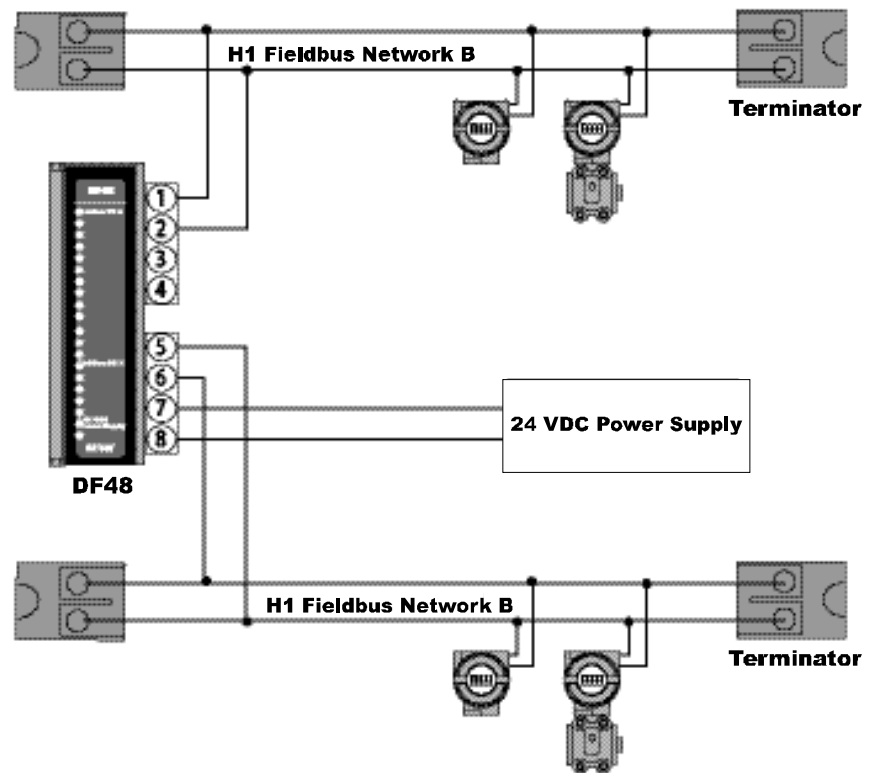 H1 Fieldbus Network B
Terminator
1
2
3
4
5
6
7
8
24 VDC Power Supply
DF48
H1 Fieldbus Network B
Terminator